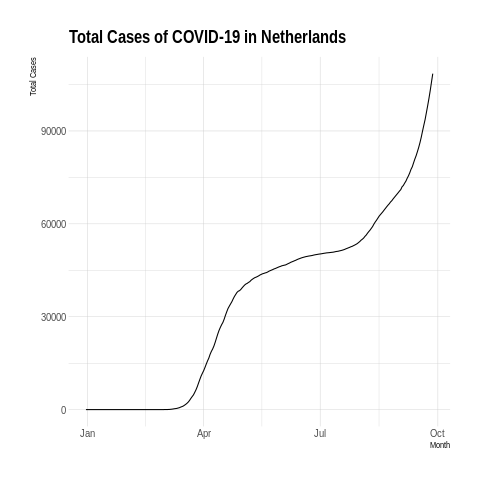 Total Cases of COVID-19 in Netherlands
Total Cases
90000
60000
30000
0
Jan Apr Jul Oct
Month